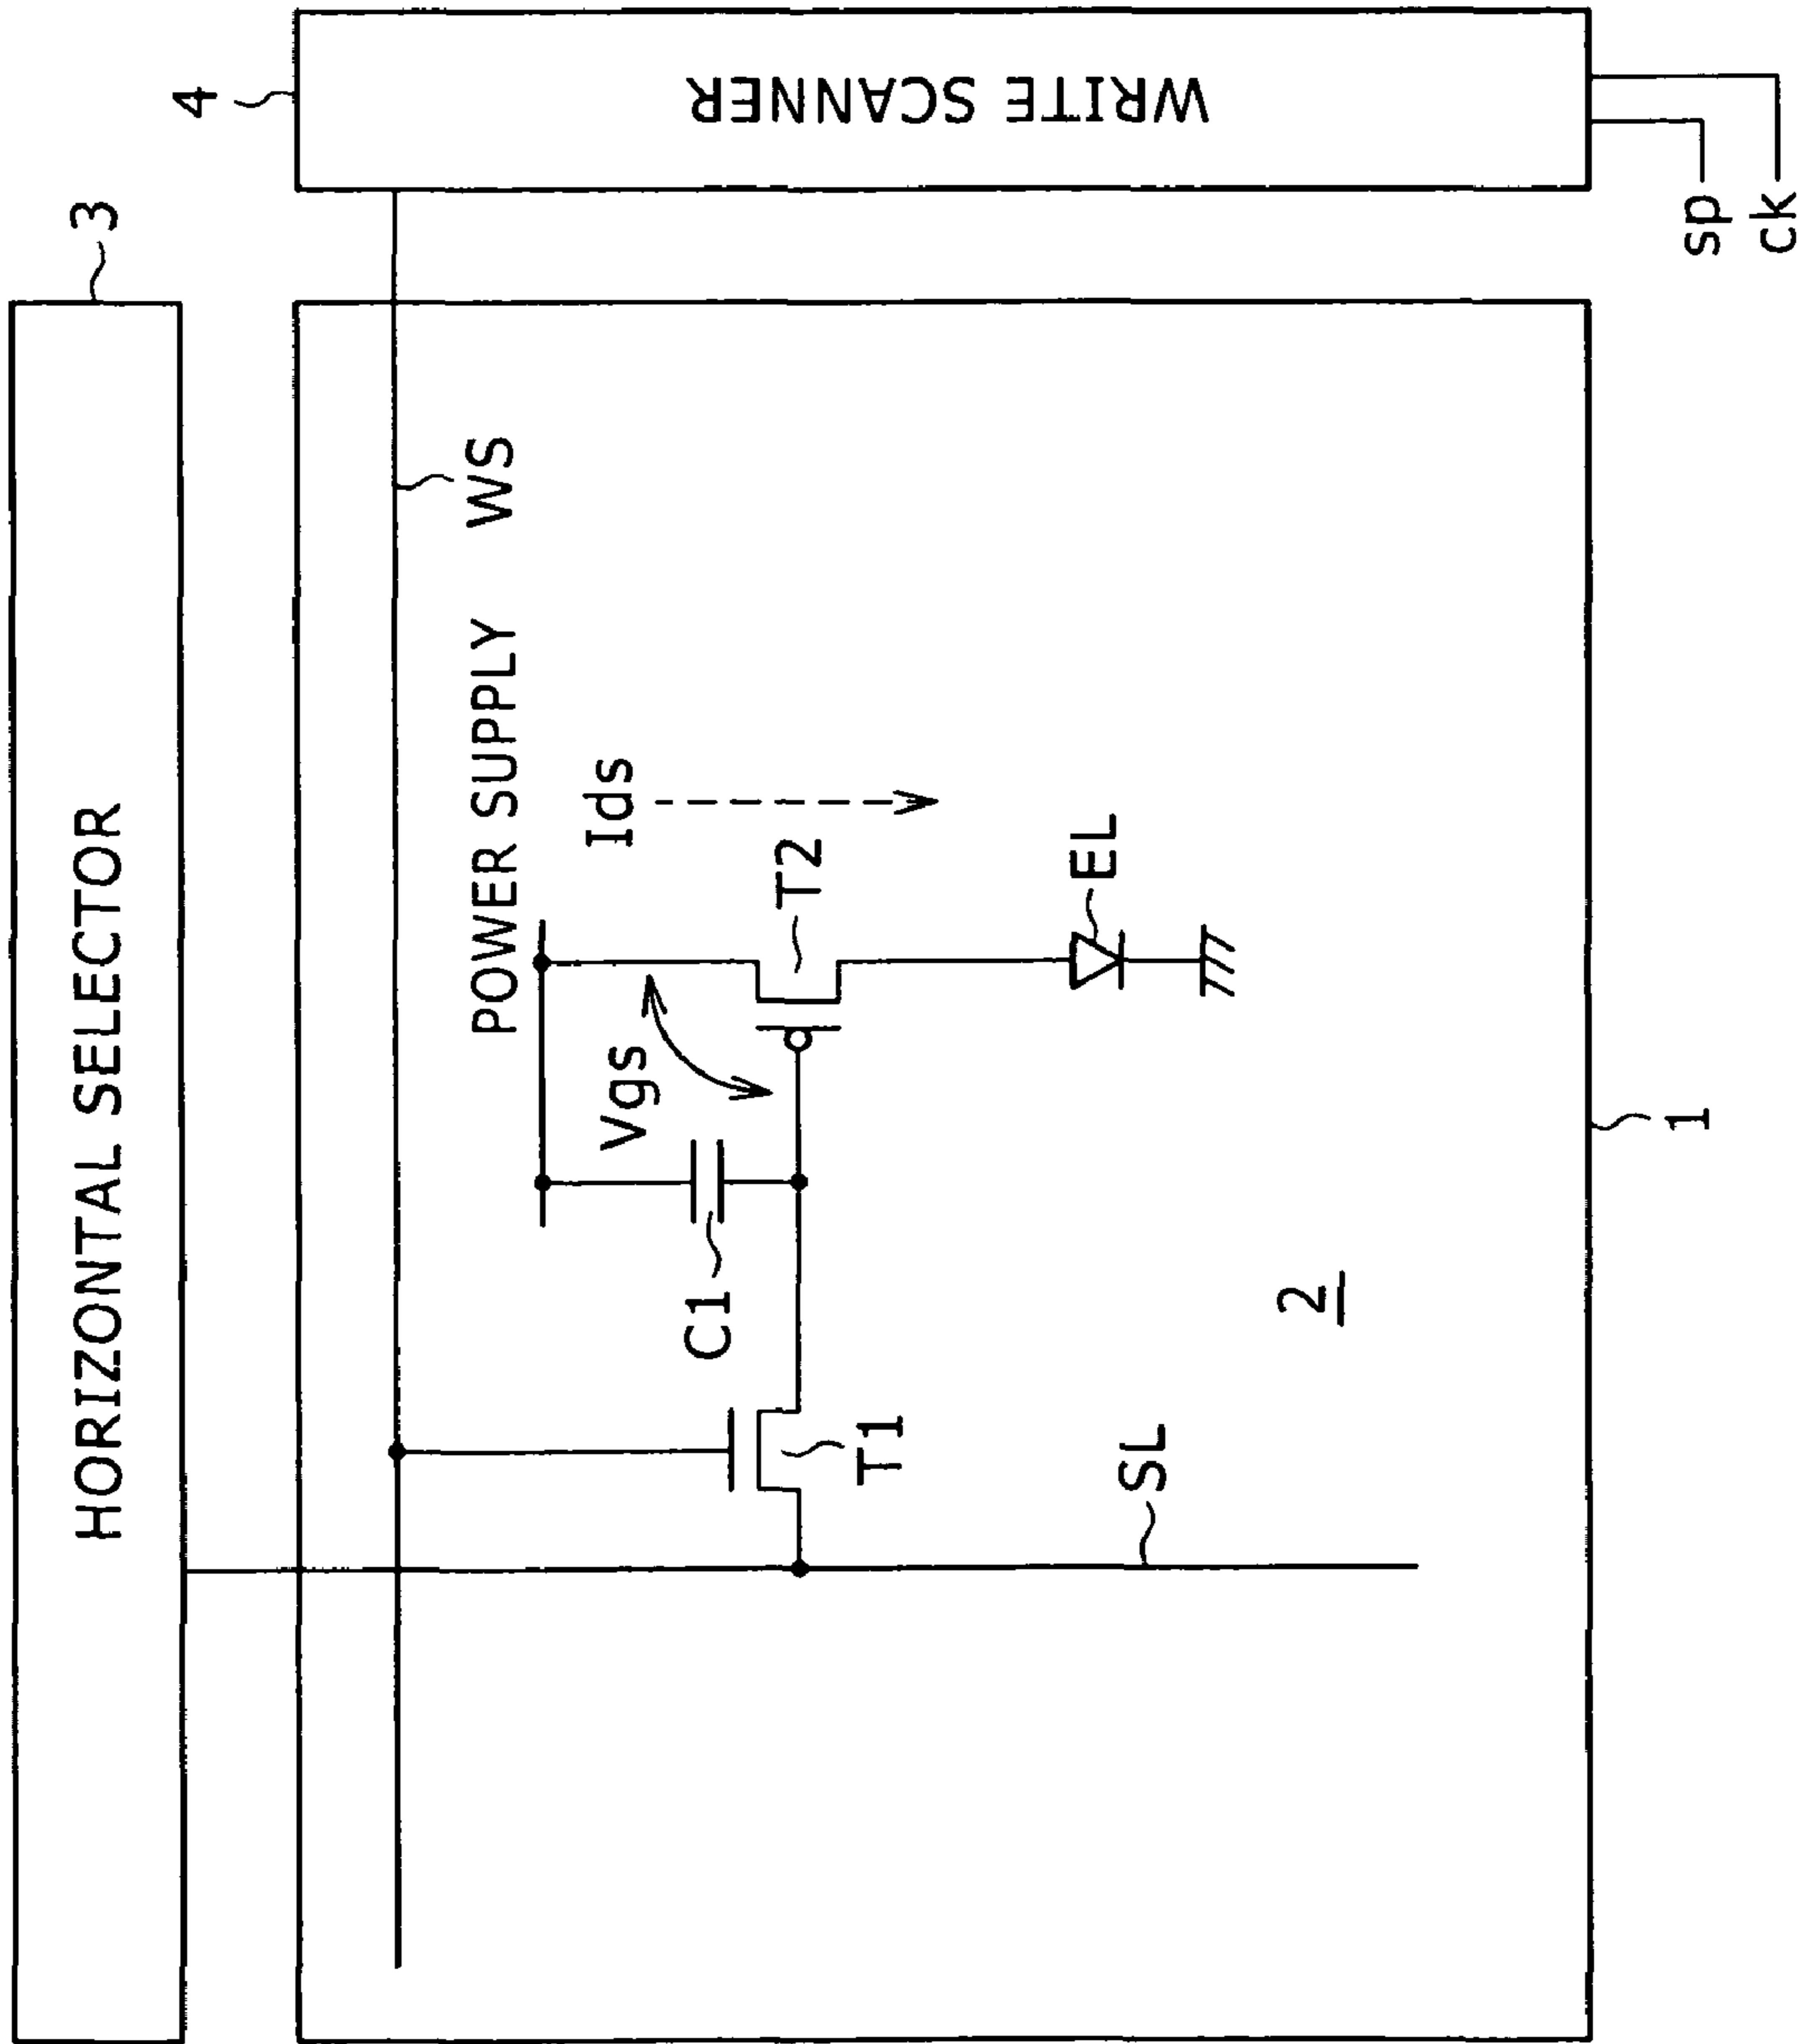 HORIZONTAL SELECTOR
3
4
WRITE SCANNER
WS
POWER SUPPLY
Ids
Vgs
C1
T2
T1
EL
SL
2
1
sp
ck